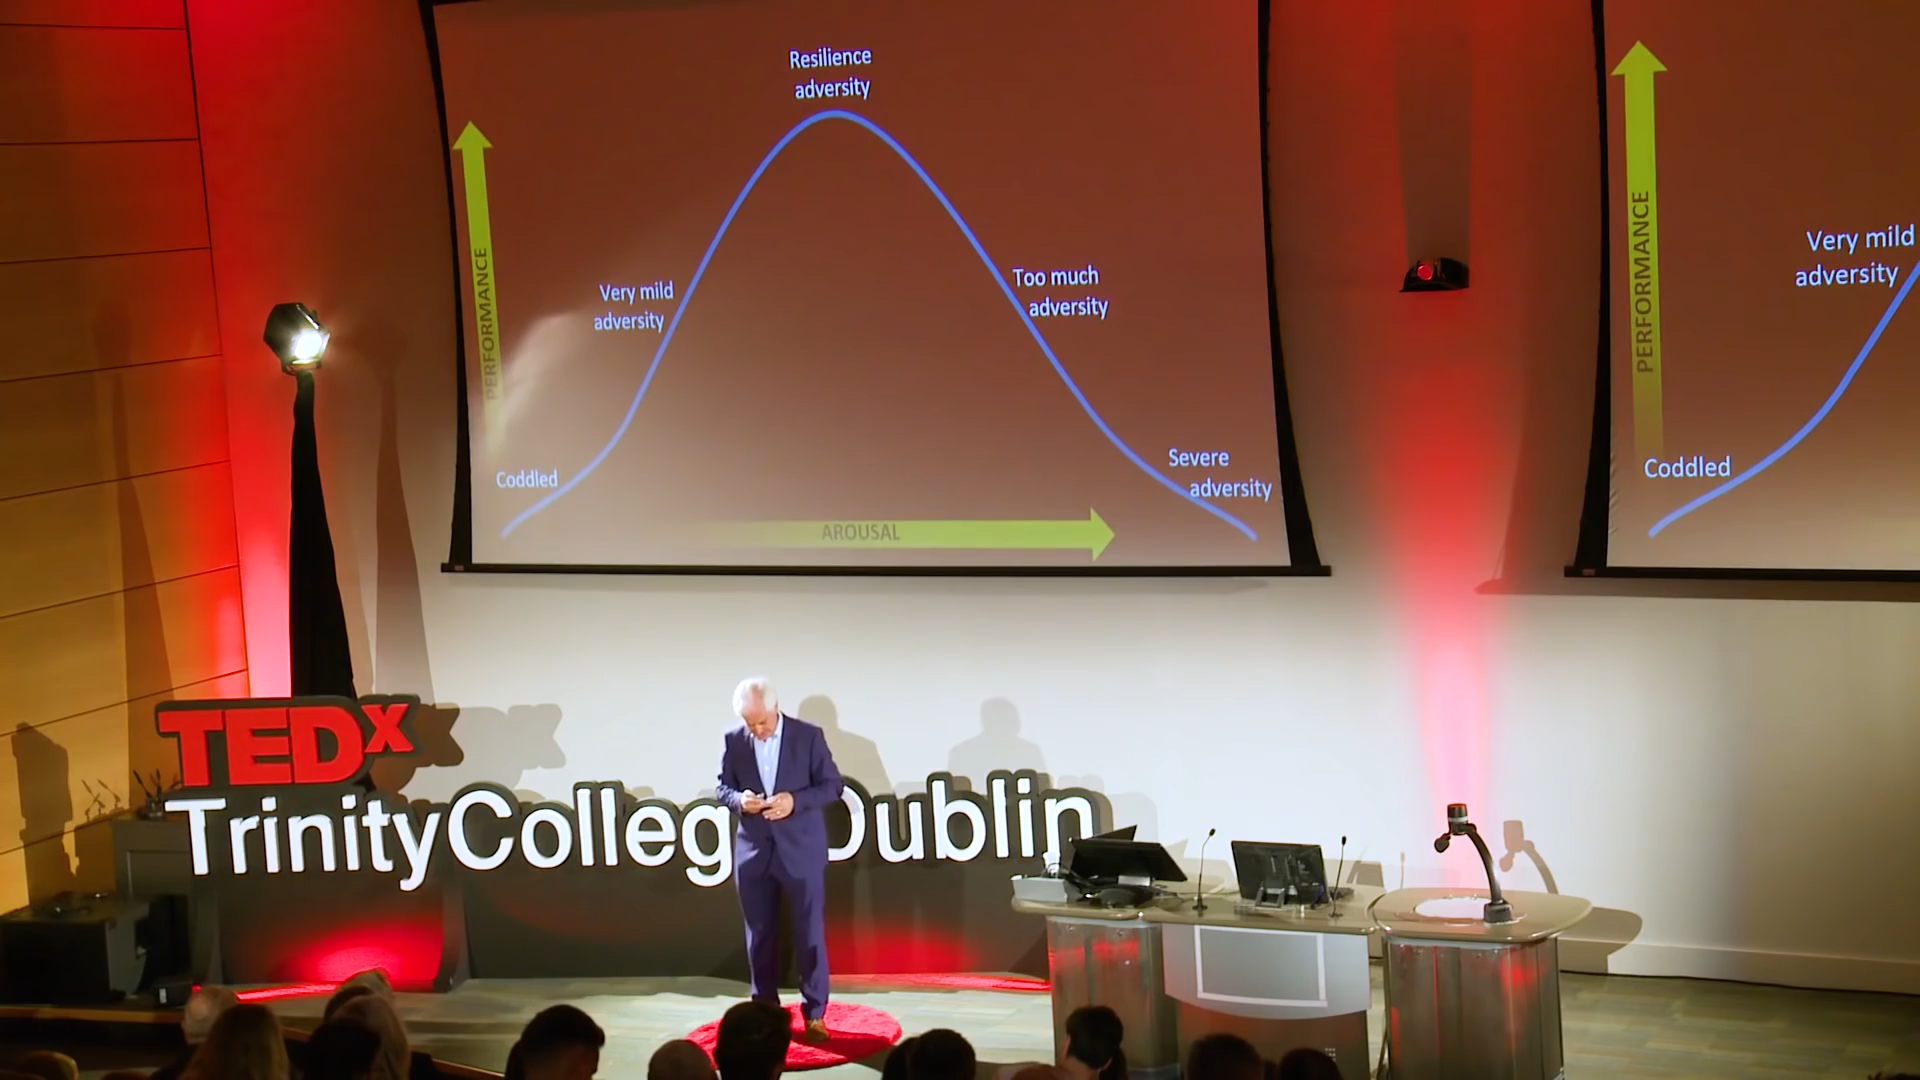 Resilience
adversity
PERFORMANCE
Very mild
adversity
Too much
adversity
Coddled
Severe
adversity
AROUSAL
PERFORMANCE
Very mild
adversity
Coddled
TEDx
TrinityColleg Dublin